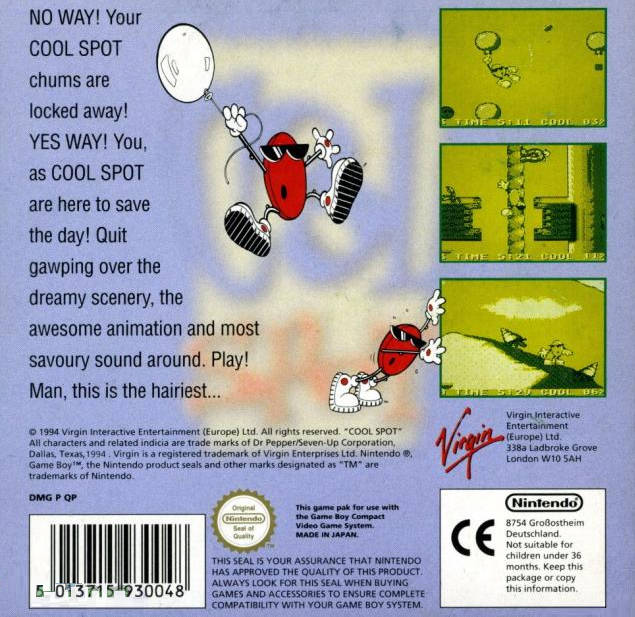 NO WAY! Your
COOL SPOT
chums are
locked away!
YES WAY! You,
as COOL SPOT
are here to save
the day! Quit
gawping over the
dreamy scenery, the
awesome animation and most
savoury sound around. Play!
Man, this is the hairiest...
TIME 5:11 COOL 03%
TIME 5:21 COOL 11%
TIME 5:20 COOL 06%
© 1994 Virgin Interactive Entertainment (Europe) Ltd. All rights reserved. "COOL SPOT"
All characters and related indicia are trade marks of Dr Pepper/Seven-Up Corporation,
Dallas, Texas,1994 . Virgin is a registered trademark of Virgin Enterprises Ltd. Nintendo ®,
Game Boy™, the Nintendo product seals and other marks designated as "TM" are
trademarks of Nintendo.
Virgin
Virgin Interactive
Entertainment
(Europe) Ltd.
338a Ladbroke Grove
London W10 5AH
DMG P QP
5 013715 930048
Original
Nintendo
Seal of
Quality
TM
This game pak for use with
the Game Boy Compact
Video Game System.
MADE IN JAPAN.
THIS SEAL IS YOUR ASSURANCE THAT NINTENDO
HAS APPROVED THE QUALITY OF THIS PRODUCT.
ALWAYS LOOK FOR THIS SEAL WHEN BUYING
GAMES AND ACCESSORIES TO ENSURE COMPLETE
COMPATIBILITY WITH YOUR GAME BOY SYSTEM.
CE
Nintendo®
8754 Großostheim
Deutschland.
Not suitable for
children under 36
months. Keep this
package or copy
this information.